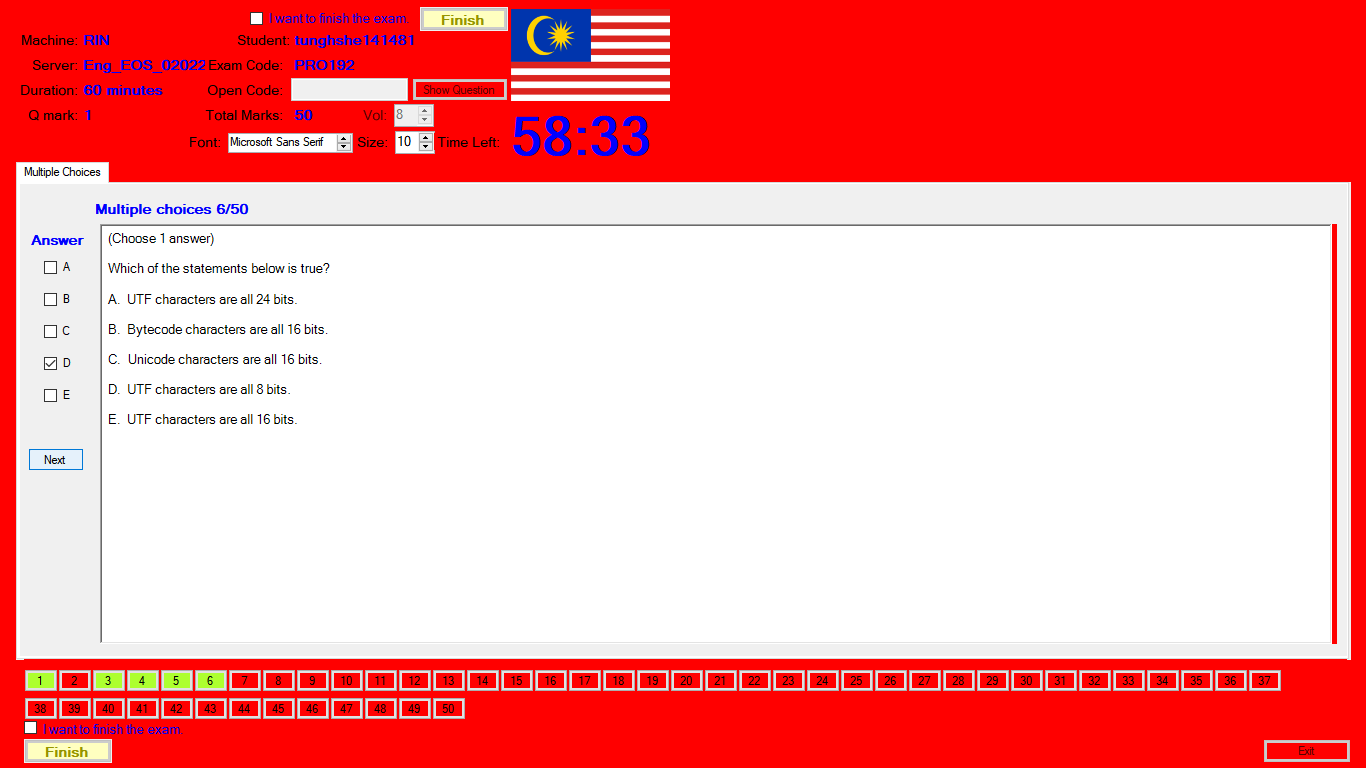 I want to finish the exam. Finish
Machine: RIN Student: tunghshe141481
Server: Eng_EOS_02022 Exam Code: PRO192
Duration: 60 minutes Open Code: Show Question
Q mark: 1 Total Marks: 50 Vol: 8
Font: Microsoft Sans Serif Size: 10 Time Left: 58:33
Multiple Choices
Multiple choices 6/50
Answer
A
B
C
D
E
Next
(Choose 1 answer)
Which of the statements below is true?
A. UTF characters are all 24 bits.
B. Bytecode characters are all 16 bits.
C. Unicode characters are all 16 bits.
D. UTF characters are all 8 bits.
E. UTF characters are all 16 bits.
1 2 3 4 5 6 7 8 9 10 11 12 13 14 15 16 17 18 19 20 21 22 23 24 25 26 27 28 29 30 31 32 33 34 35 36 37
38 39 40 41 42 43 44 45 46 47 48 49 50
I want to finish the exam.
Finish Exit